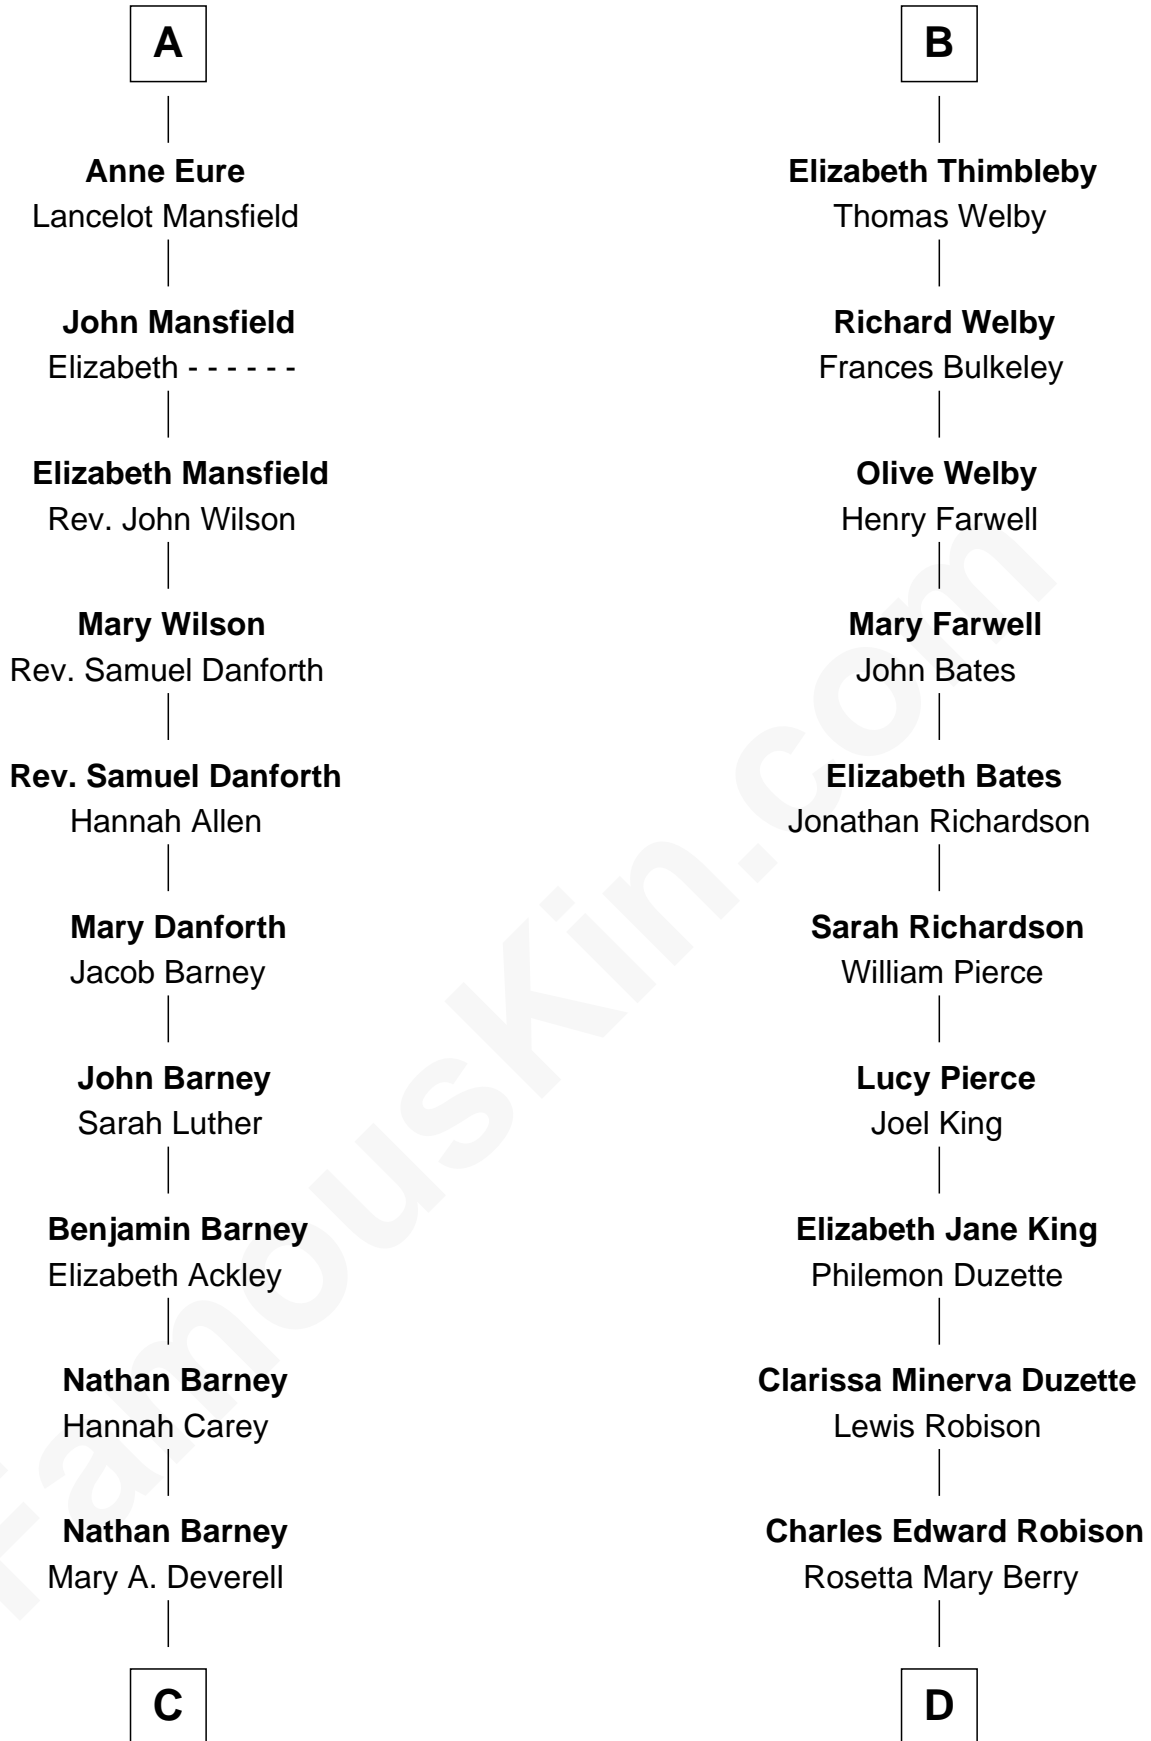 A
Anne Eure
Lancelot Mansfield
John Mansfield
Elizabeth - - - - - -
Elizabeth Mansfield
Rev. John Wilson
Mary Wilson
Rev. Samuel Danforth
Rev. Samuel Danforth
Hannah Allen
Mary Danforth
Jacob Barney
John Barney
Sarah Luther
Benjamin Barney
Elizabeth Ackley
Nathan Barney
Hannah Carey
Nathan Barney
Mary A. Deverell
C
B
Elizabeth Thimbleby
Thomas Welby
Richard Welby
Frances Bulkeley
Olive Welby
Henry Farwell
Mary Farwell
John Bates
Elizabeth Bates
Jonathan Richardson
Sarah Richardson
William Pierce
Lucy Pierce
Joel King
Elizabeth Jane King
Philemon Duzette
Clarissa Minerva Duzette
Lewis Robison
Charles Edward Robison
Rosetta Mary Berry
D
FamousKin.com